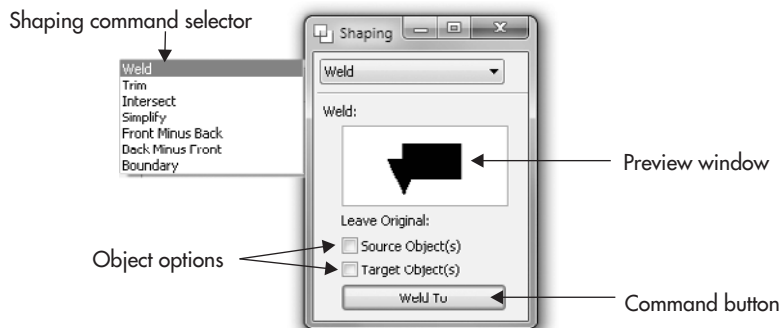 Shaping command selector
Weld
Trim
Intersect
Simplify
Front Minus Back
Back Minus Front
Boundary
Shaping
Weld
Weld:
Preview window
Leave Original:
Source Object(s)
Target Object(s)
Object options
Weld To
Command button